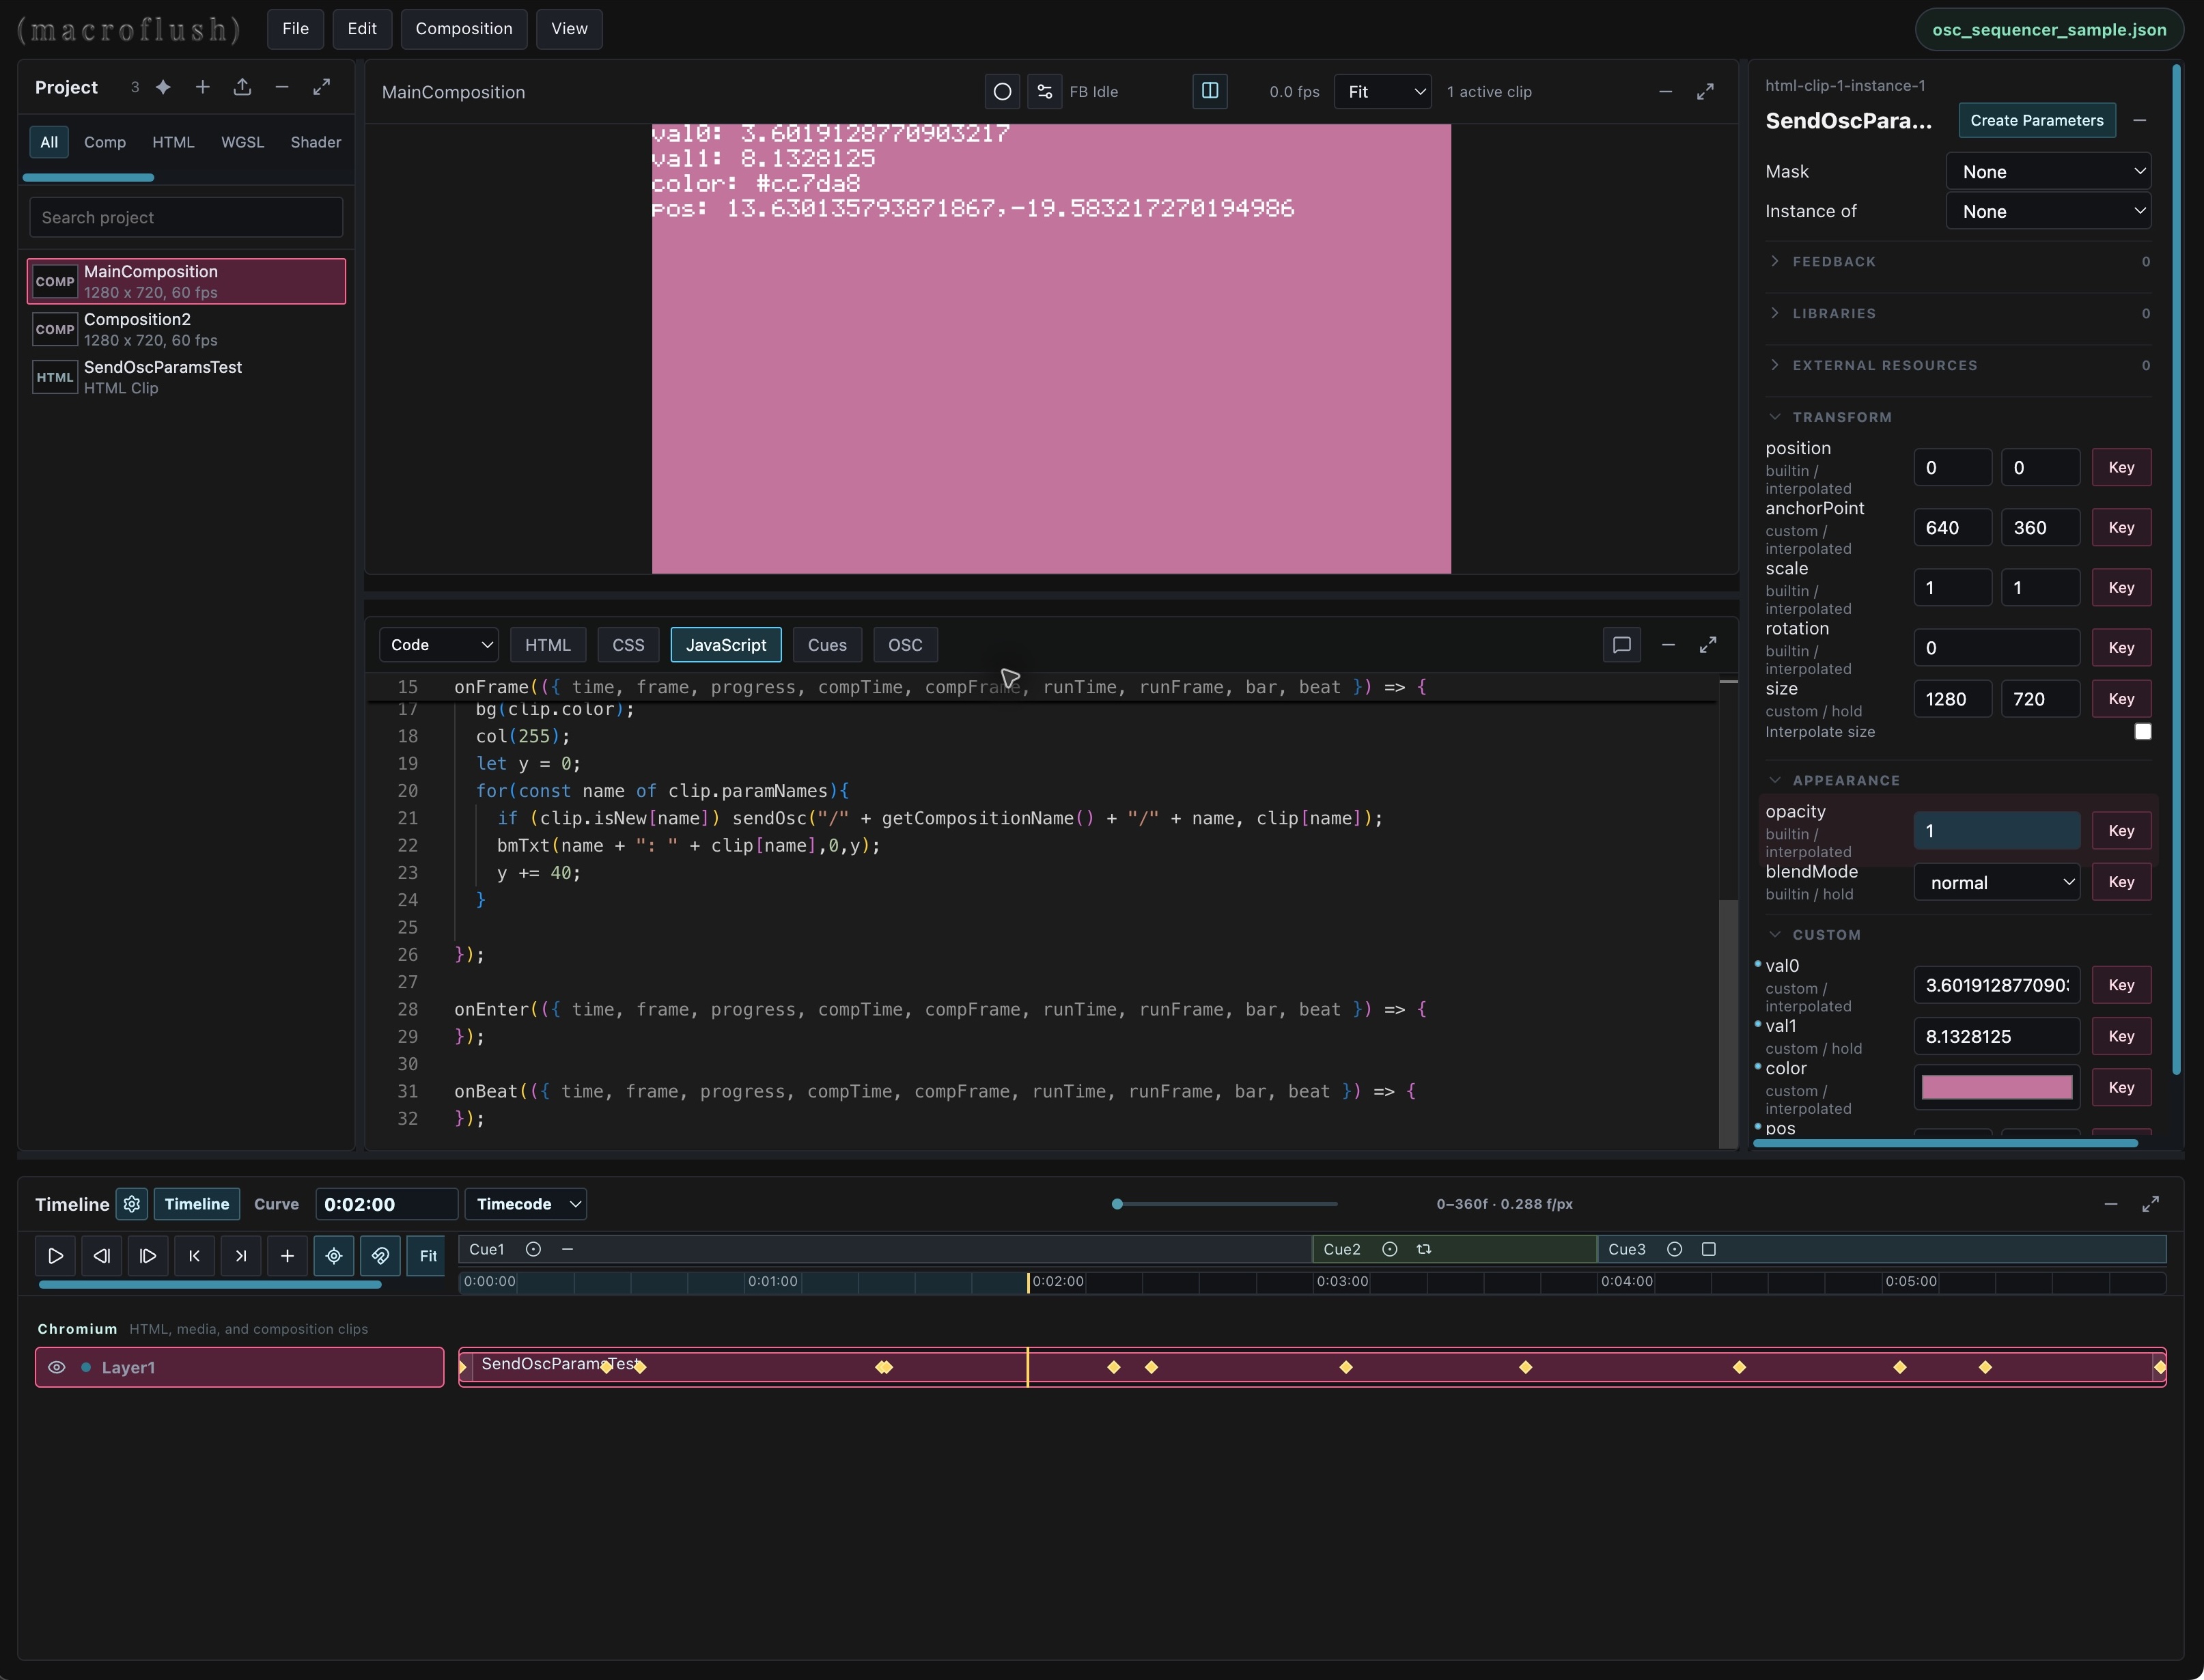 (macroflush)
File
Edit
Composition
View
osc_sequencer_sample.json
Project
3
All
Comp
HTML
WGSL
Shader
Search project
COMP
MainComposition
1280 x 720, 60 fps
COMP
Composition2
1280 x 720, 60 fps
HTML
SendOscParamsTest
HTML Clip
MainComposition
FB Idle
0.0 fps
Fit
1 active clip
val0: 3.6019128770903217
val1: 8.1328125
color: #cc7da8
pos: 13.630135793871867,-19.583217270194986
Code
HTML
CSS
JavaScript
Cues
OSC
15 onFrame(({ time, frame, progress, compTime, compFrame, runTime, runFrame, bar, beat }) => {
17 bg(clip.color);
18 col(255);
19 let y = 0;
20 for(const name of clip.paramNames){
21 if (clip.isNew[name]) sendOsc("/" + getCompositionName() + "/" + name, clip[name]);
22 bmTxt(name + ": " + clip[name],0,y);
23 y += 40;
24 }
25
26 });
27
28 onEnter(({ time, frame, progress, compTime, compFrame, runTime, runFrame, bar, beat }) => {
29 });
30
31 onBeat(({ time, frame, progress, compTime, compFrame, runTime, runFrame, bar, beat }) => {
32 });
html-clip-1-instance-1
SendOscPara...
Create Parameters
Mask
None
Instance of
None
FEEDBACK
0
LIBRARIES
0
EXTERNAL RESOURCES
0
TRANSFORM
position
builtin /
interpolated
0
0
Key
anchorPoint
custom /
interpolated
640
360
Key
scale
builtin /
interpolated
1
1
Key
rotation
builtin /
interpolated
0
Key
size
custom / hold
1280
720
Key
Interpolate size
APPEARANCE
opacity
builtin /
interpolated
1
Key
blendMode
builtin / hold
normal
Key
CUSTOM
val0
custom /
interpolated
3.601912877090
Key
val1
custom / hold
8.1328125
Key
color
custom /
interpolated
Key
pos
Timeline
Timeline
Curve
0:02:00
Timecode
0–360f · 0.288 f/px
Fit
Cue1
Cue2
Cue3
0:00:00
0:01:00
0:02:00
0:03:00
0:04:00
0:05:00
Chromium
HTML, media, and composition clips
Layer1
SendOscParamsTest